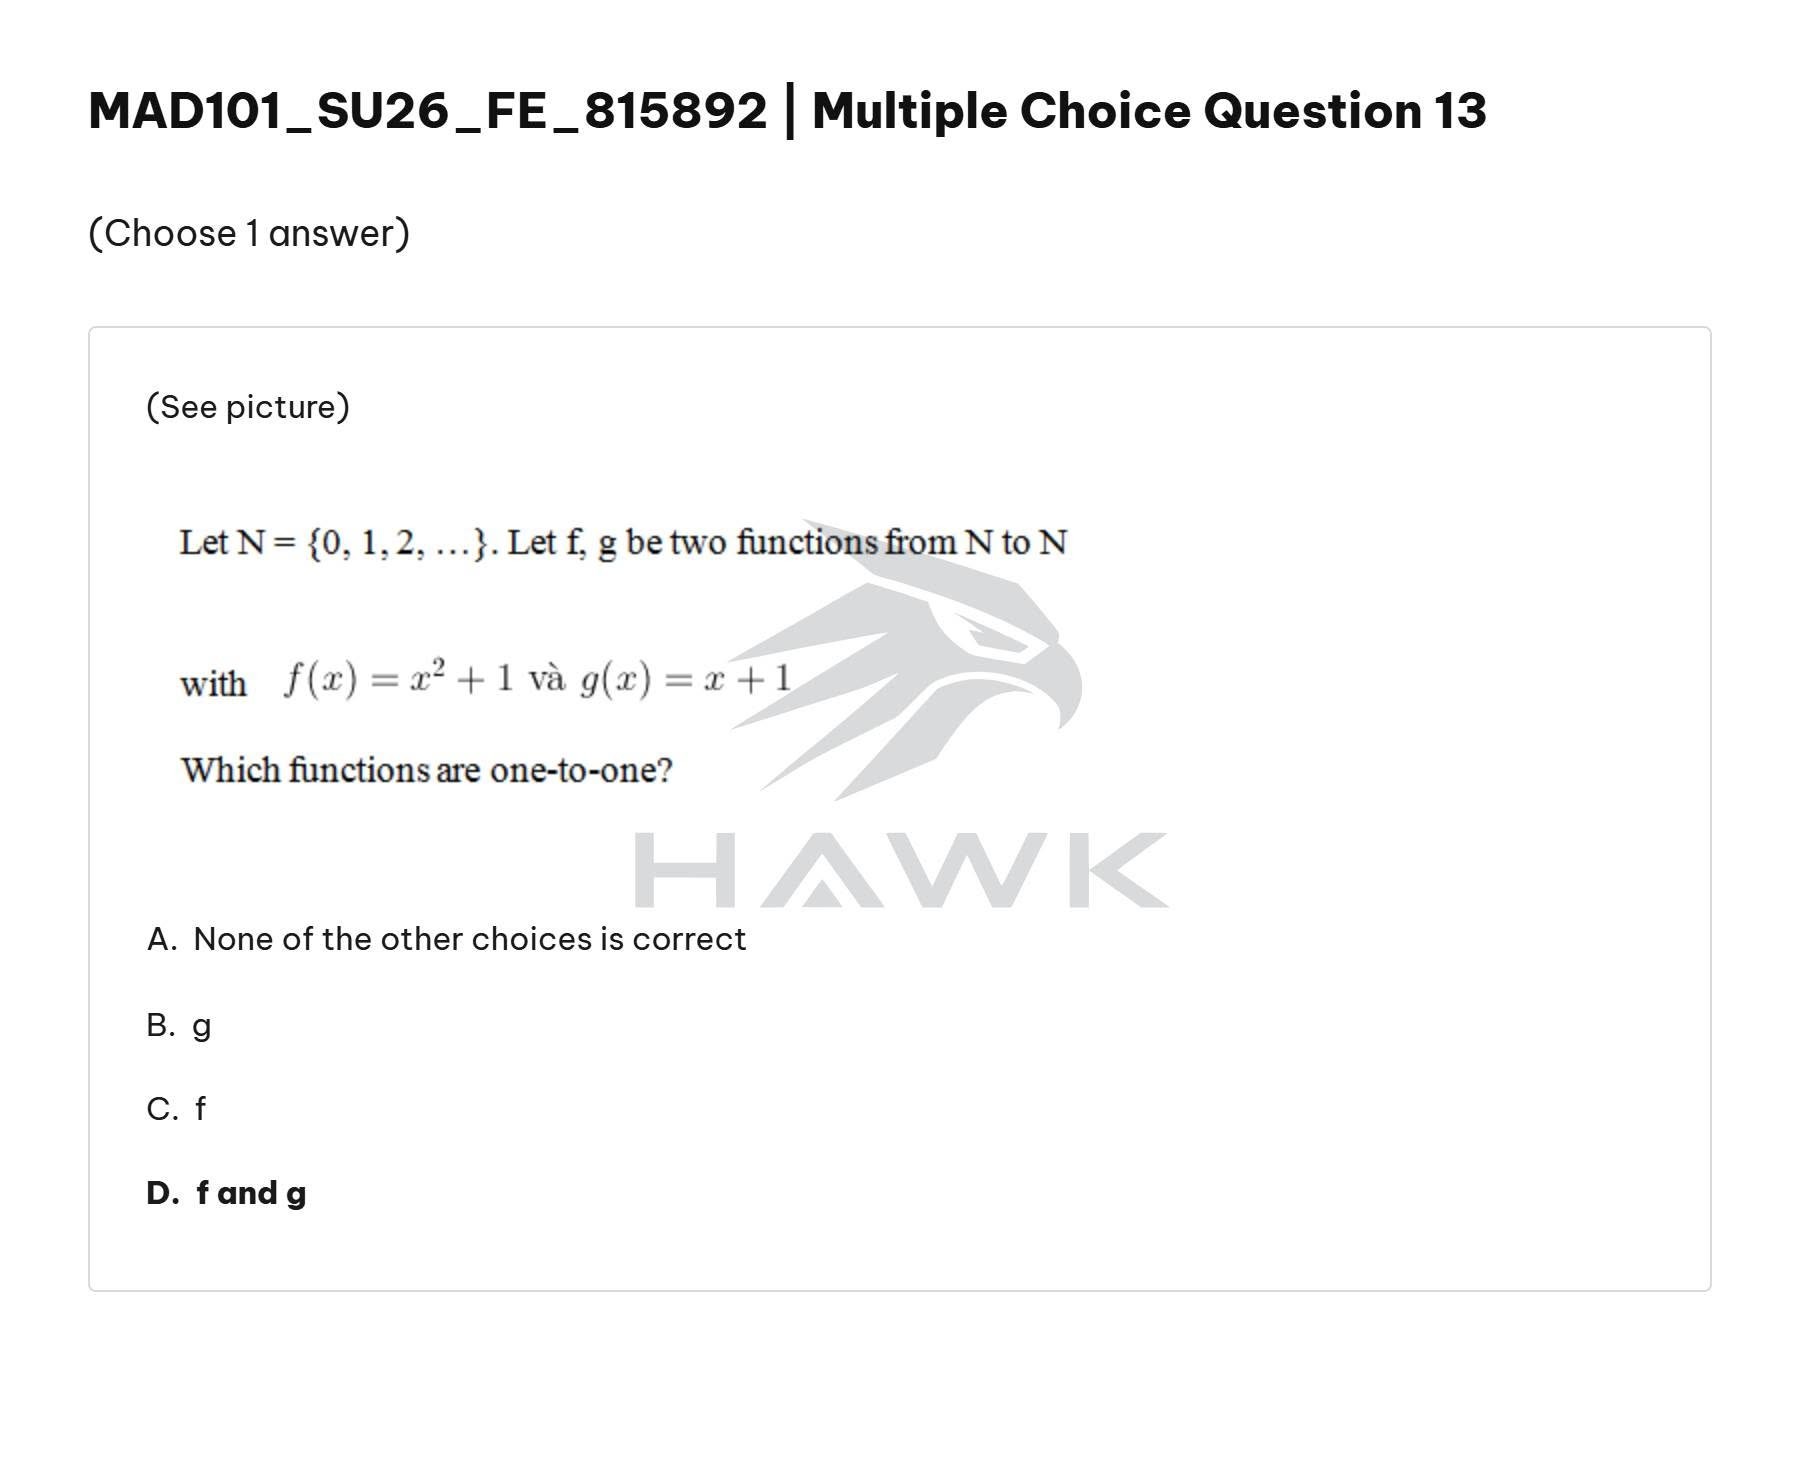 MAD101_SU26_FE_815892 | Multiple Choice Question 13
(Choose 1 answer)
(See picture)
Let N = {0, 1, 2, …}. Let f, g be two functions from N to N
with f(x) = x² + 1 và g(x) = x + 1
Which functions are one-to-one?
HAWK
A. None of the other choices is correct
B. g
C. f
D. f and g